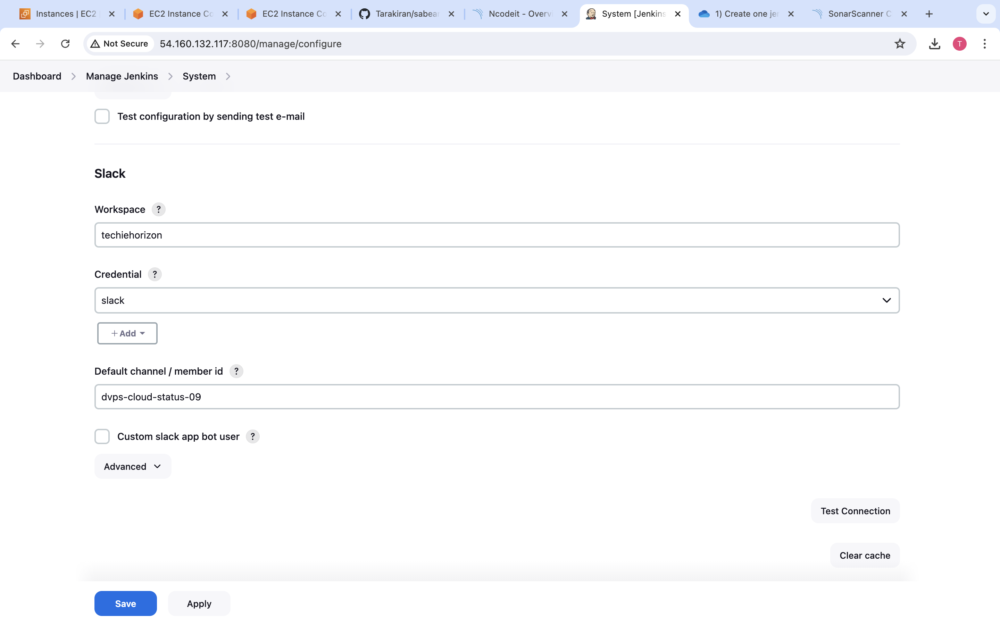 Instances | EC2
EC2 Instance Co
EC2 Instance Co
Tarakiran/sabear
Ncodeit - Overvi
System [Jenkins
1) Create one jen
SonarScanner C
Not Secure
54.160.132.117:8080/manage/configure
T
Dashboard
Manage Jenkins
System
Test configuration by sending test e-mail
Slack
Workspace ?
techiehorizon
Credential ?
slack
+ Add
Default channel / member id ?
dvps-cloud-status-09
Custom slack app bot user ?
Advanced
Test Connection
Clear cache
Save
Apply